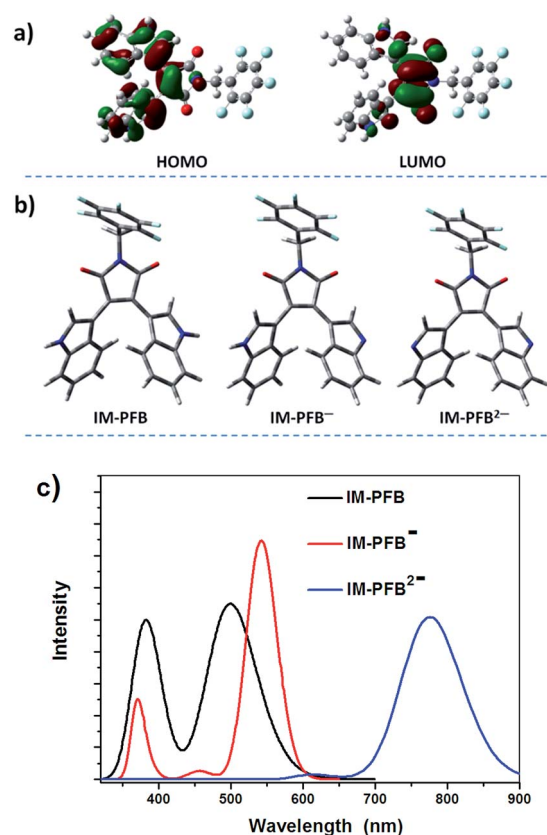 a)
HOMO LUMO
b)
IM-PFB IM-PFB⁻ IM-PFB²⁻
c)
IM-PFB
IM-PFB⁻
IM-PFB²⁻
Intensity
400 500 600 700 800 900
Wavelength (nm)